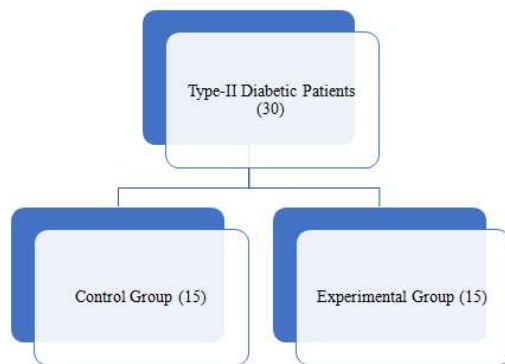 Type-II Diabetic Patients
(30)
Control Group (15)
Experimental Group (15)